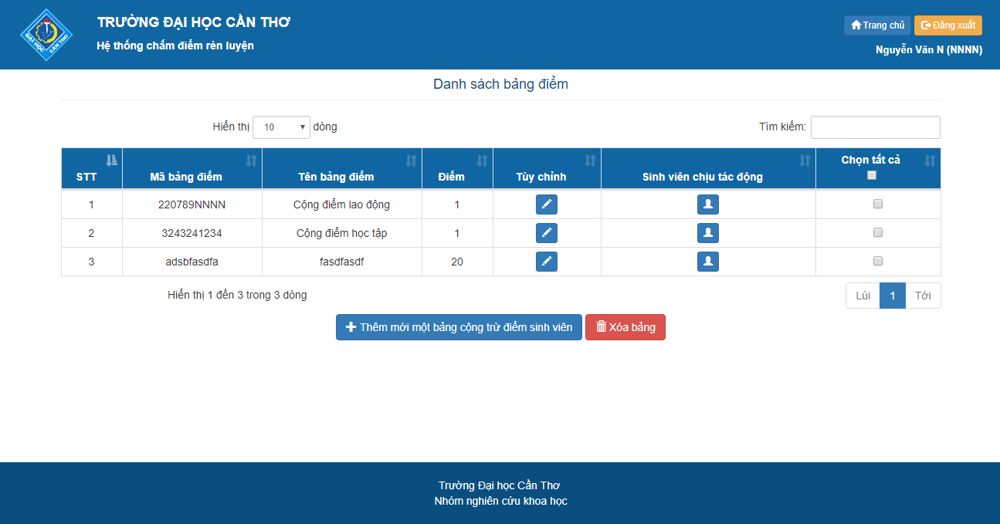 ĐẠI HỌC CẦN THƠ
TRƯỜNG ĐẠI HỌC CẦN THƠ
Hệ thống chấm điểm rèn luyện
Trang chủ
Đăng xuất
Nguyễn Văn N (NNNN)
Danh sách bảng điểm
Hiển thị 10 dòng
Tìm kiếm:
STT Mã bảng điểm Tên bảng điểm Điểm Tùy chỉnh Sinh viên chịu tác động Chọn tất cả
1 220789NNNN Cộng điểm lao động 1
2 3243241234 Cộng điểm học tập 1
3 adsbfasdfa fasdfasdf 20
Hiển thị 1 đến 3 trong 3 dòng
Lùi 1 Tới
Thêm mới một bảng cộng trừ điểm sinh viên
Xóa bảng
Trường Đại học Cần Thơ
Nhóm nghiên cứu khoa học